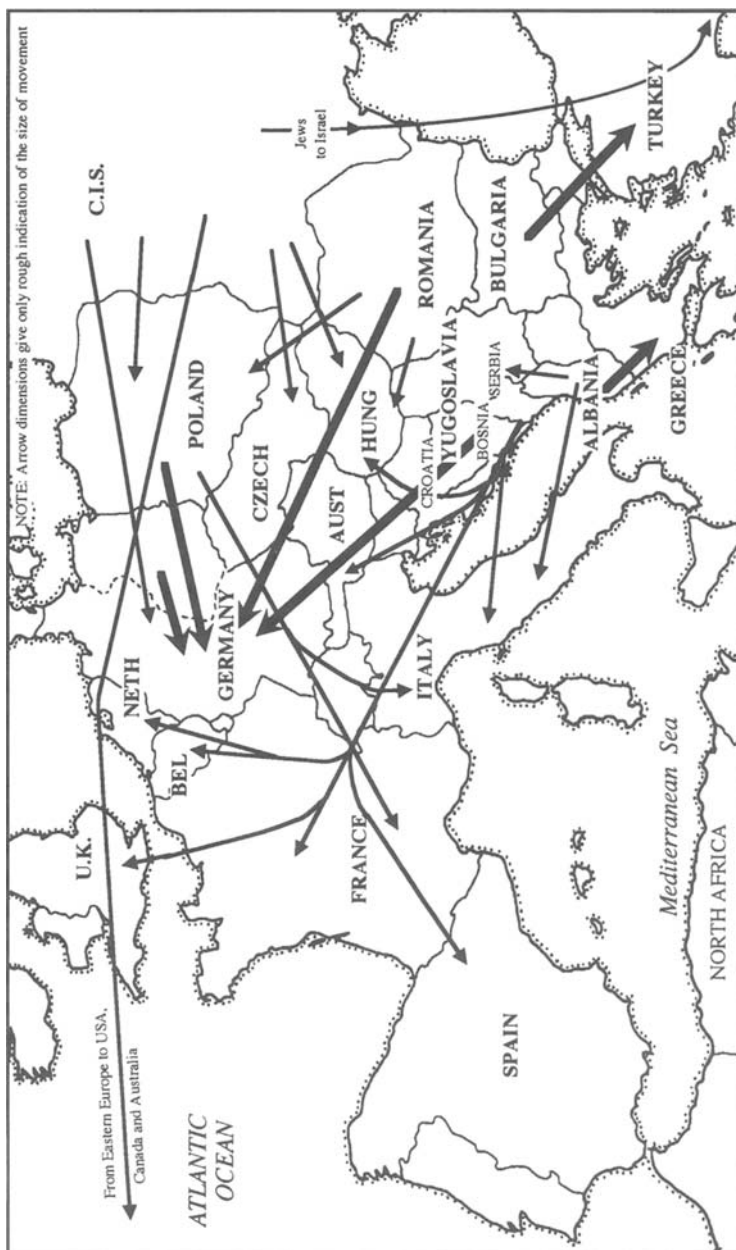 NOTE: Arrow dimensions give only rough indication of the size of movement
C.I.S.
From Eastern Europe to USA,
Canada and Australia
U.K.
NETH
BEL
GERMANY
POLAND
CZECH
Jews
to Israel
ATLANTIC
OCEAN
FRANCE
AUST
HUNG
ROMANIA
ITALY
CROATIA
YUGOSLAVIA
BOSNIA
SERBIA
BULGARIA
SPAIN
ALBANIA
TURKEY
GREECE
Mediterranean Sea
NORTH AFRICA